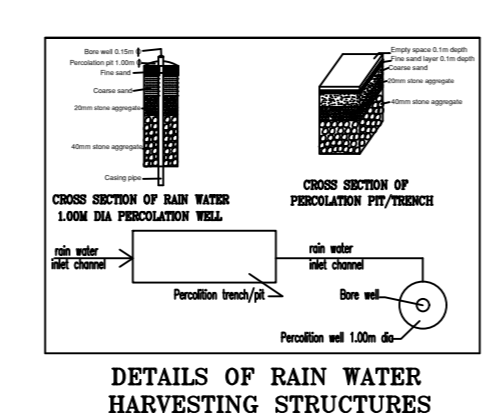 Bore well 0.15m ϕ
Percolation pit 1.00m ϕ
Fine sand
Coarse sand
20mm stone aggregate
40mm stone aggregate
Casing pipe
CROSS SECTION OF RAIN WATER
1.00M DIA PERCOLATION WELL
Empty space 0.1m depth
Fine sand layer 0.1m depth
Coarse sand
20mm stone aggregate
40mm stone aggregate
CROSS SECTION OF
PERCOLATION PIT/TRENCH
rain water
inlet channel
Percolition trench/pit
rain water
inlet channel
Bore well
Percolition well 1.00m dia
DETAILS OF RAIN WATER
HARVESTING STRUCTURES